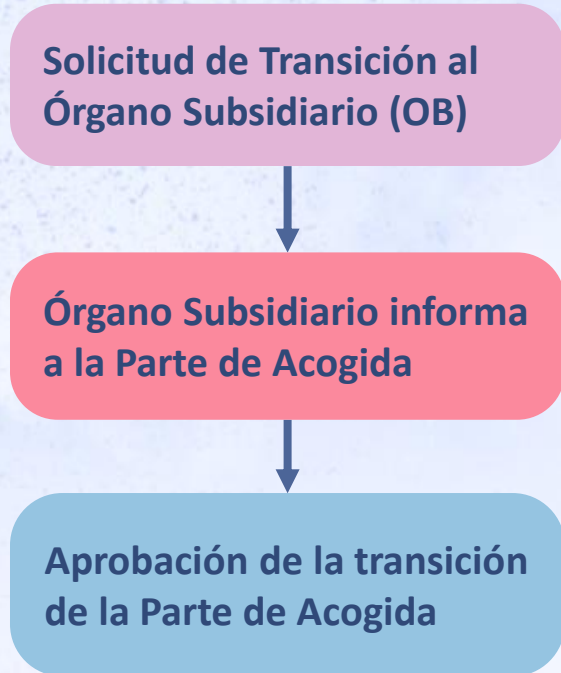 Solicitud de Transición al
Órgano Subsidiario (OB)
Órgano Subsidiario informa
a la Parte de Acogida
Aprobación de la transición
de la Parte de Acogida